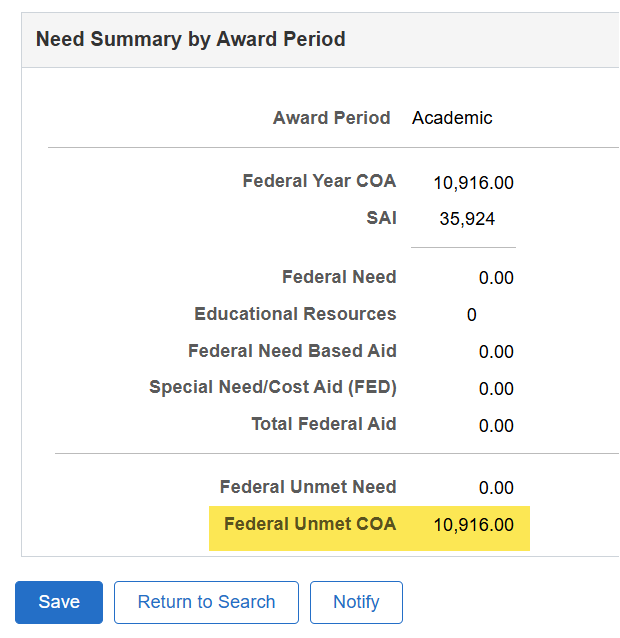 Need Summary by Award Period
Award Period Academic
Federal Year COA 10,916.00
SAI 35,924
Federal Need 0.00
Educational Resources 0
Federal Need Based Aid 0.00
Special Need/Cost Aid (FED) 0.00
Total Federal Aid 0.00
Federal Unmet Need 0.00
Federal Unmet COA 10,916.00
Save Return to Search Notify